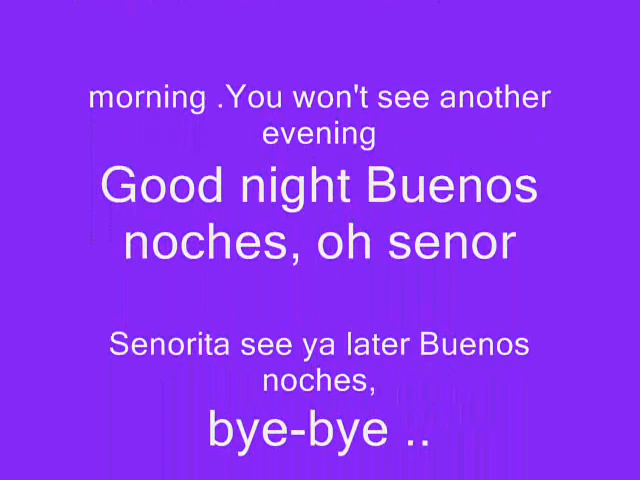 morning .You won't see another
evening
Good night Buenos
noches, oh senor
Senorita see ya later Buenos
noches,
bye-bye ..